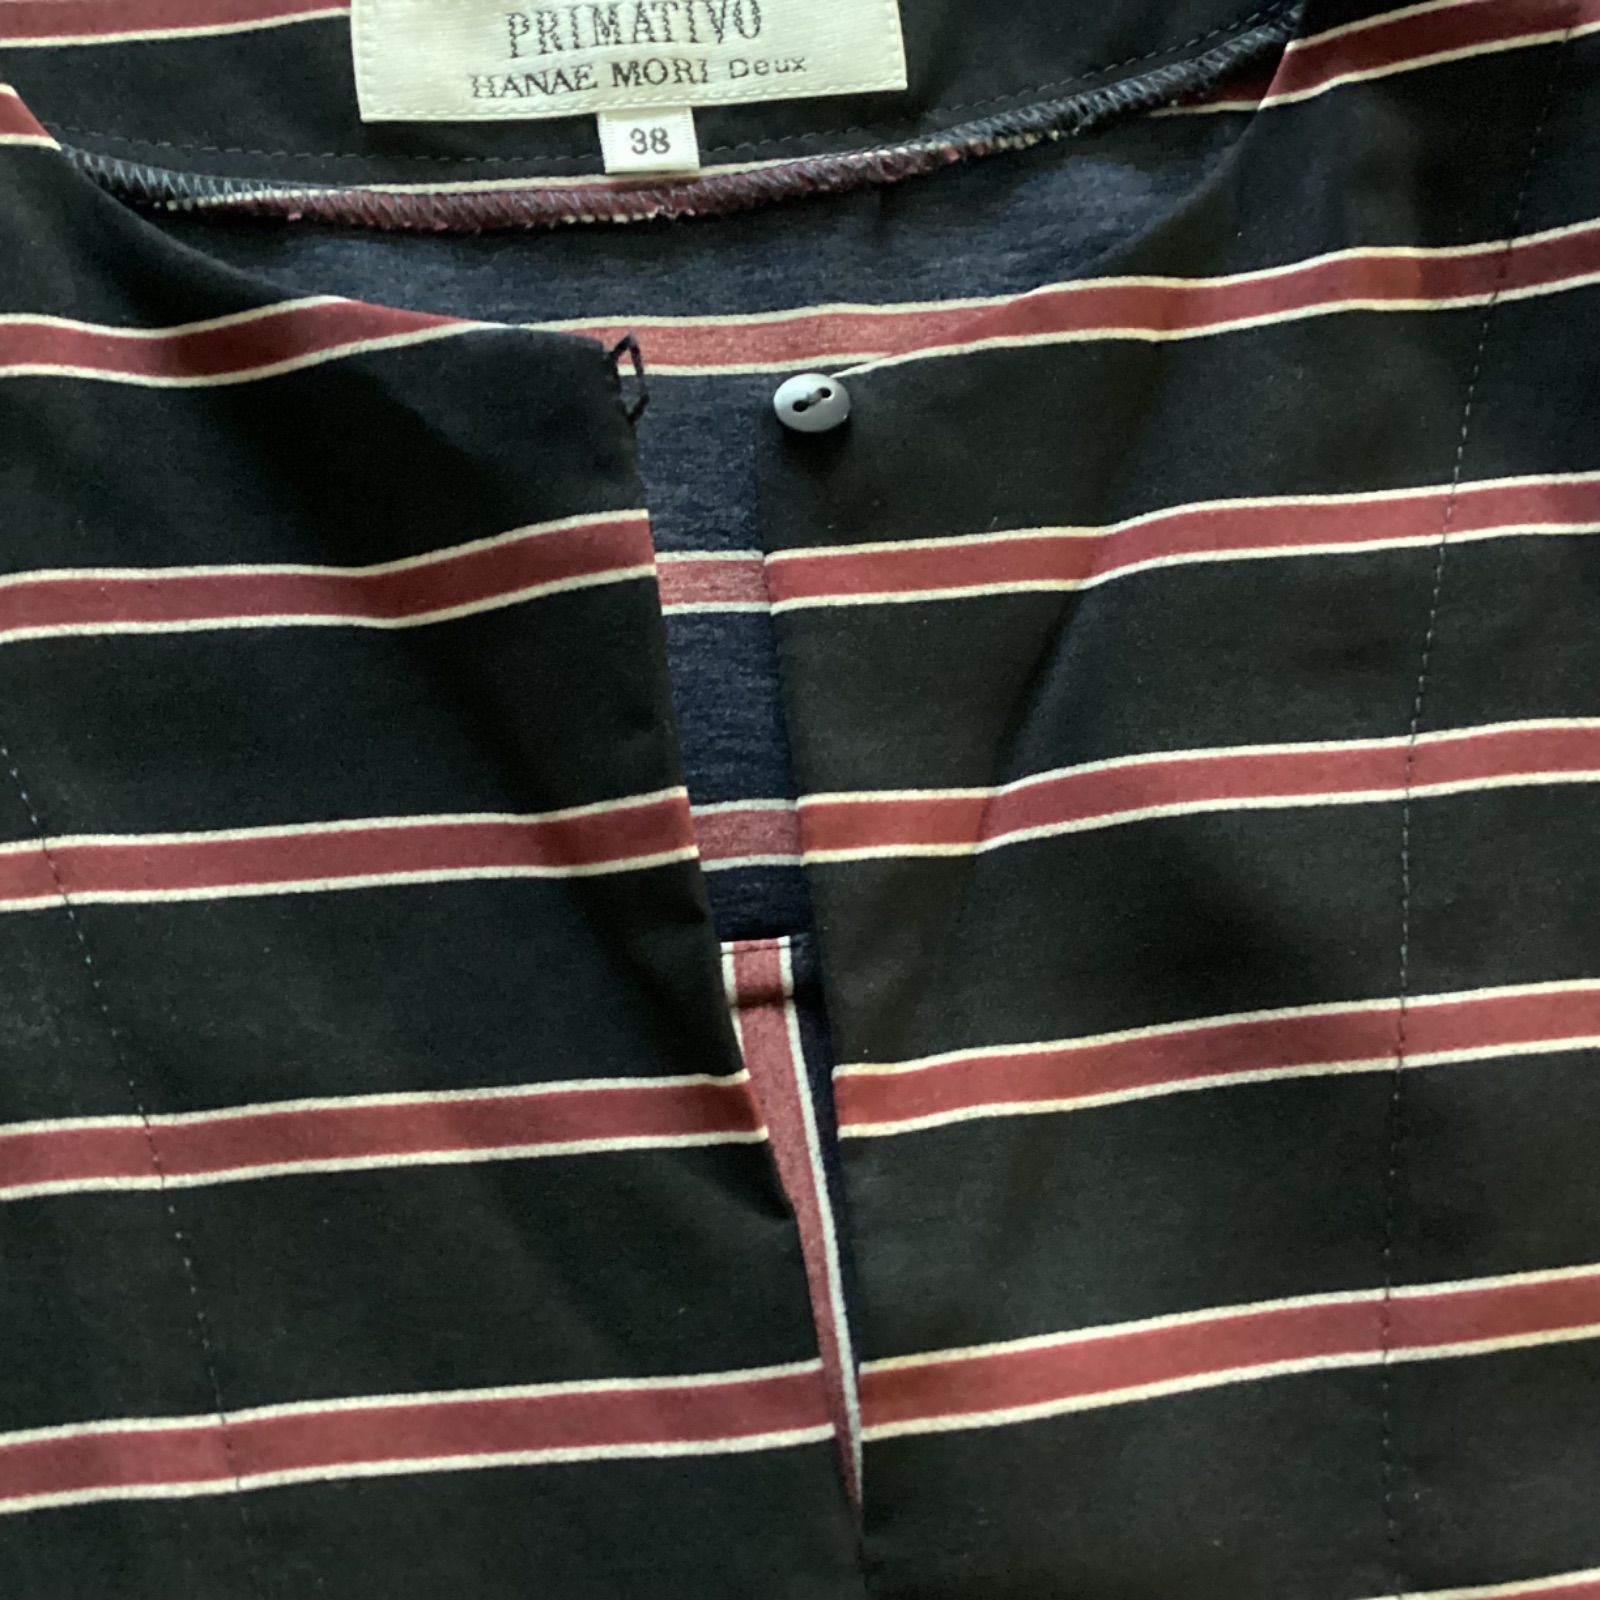 PRIMATIVO
HANAE MORI Deux
38